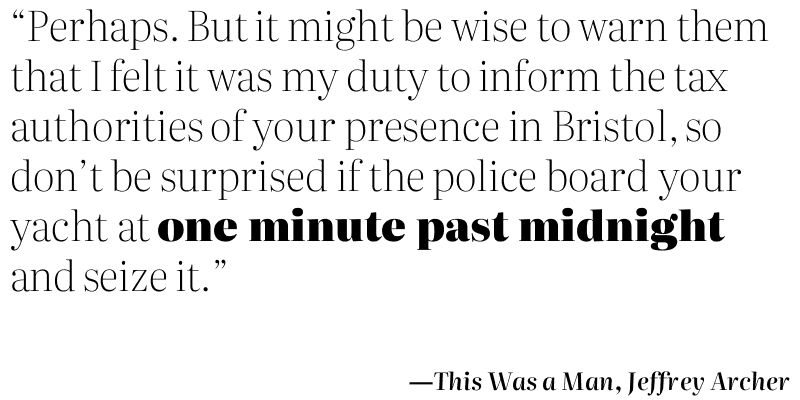 “Perhaps. But it might be wise to warn them
that I felt it was my duty to inform the tax
authorities of your presence in Bristol, so
don’t be surprised if the police board your
yacht at one minute past midnight
and seize it.”
—This Was a Man, Jeffrey Archer